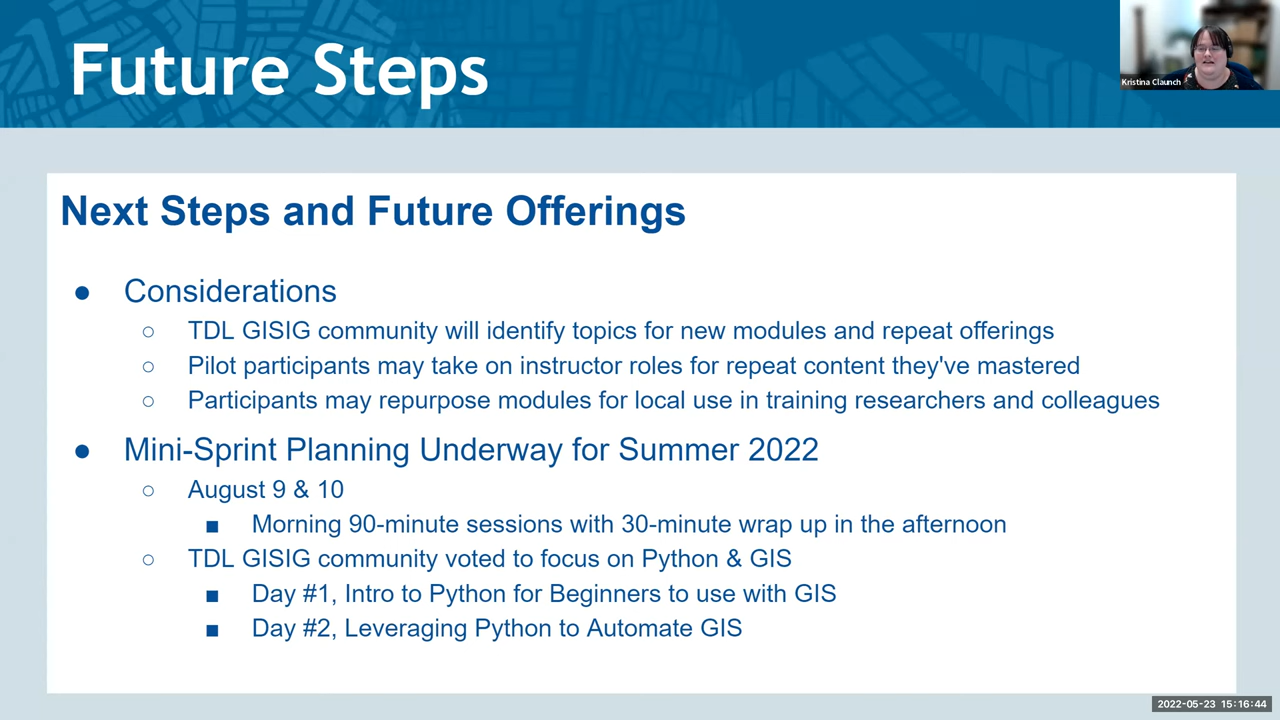 Future Steps
Kristina Claunch
Next Steps and Future Offerings
● Considerations
○ TDL GISIG community will identify topics for new modules and repeat offerings
○ Pilot participants may take on instructor roles for repeat content they've mastered
○ Participants may repurpose modules for local use in training researchers and colleagues
● Mini-Sprint Planning Underway for Summer 2022
○ August 9 & 10
■ Morning 90-minute sessions with 30-minute wrap up in the afternoon
○ TDL GISIG community voted to focus on Python & GIS
■ Day #1, Intro to Python for Beginners to use with GIS
■ Day #2, Leveraging Python to Automate GIS
2022-05-23 15:16:44